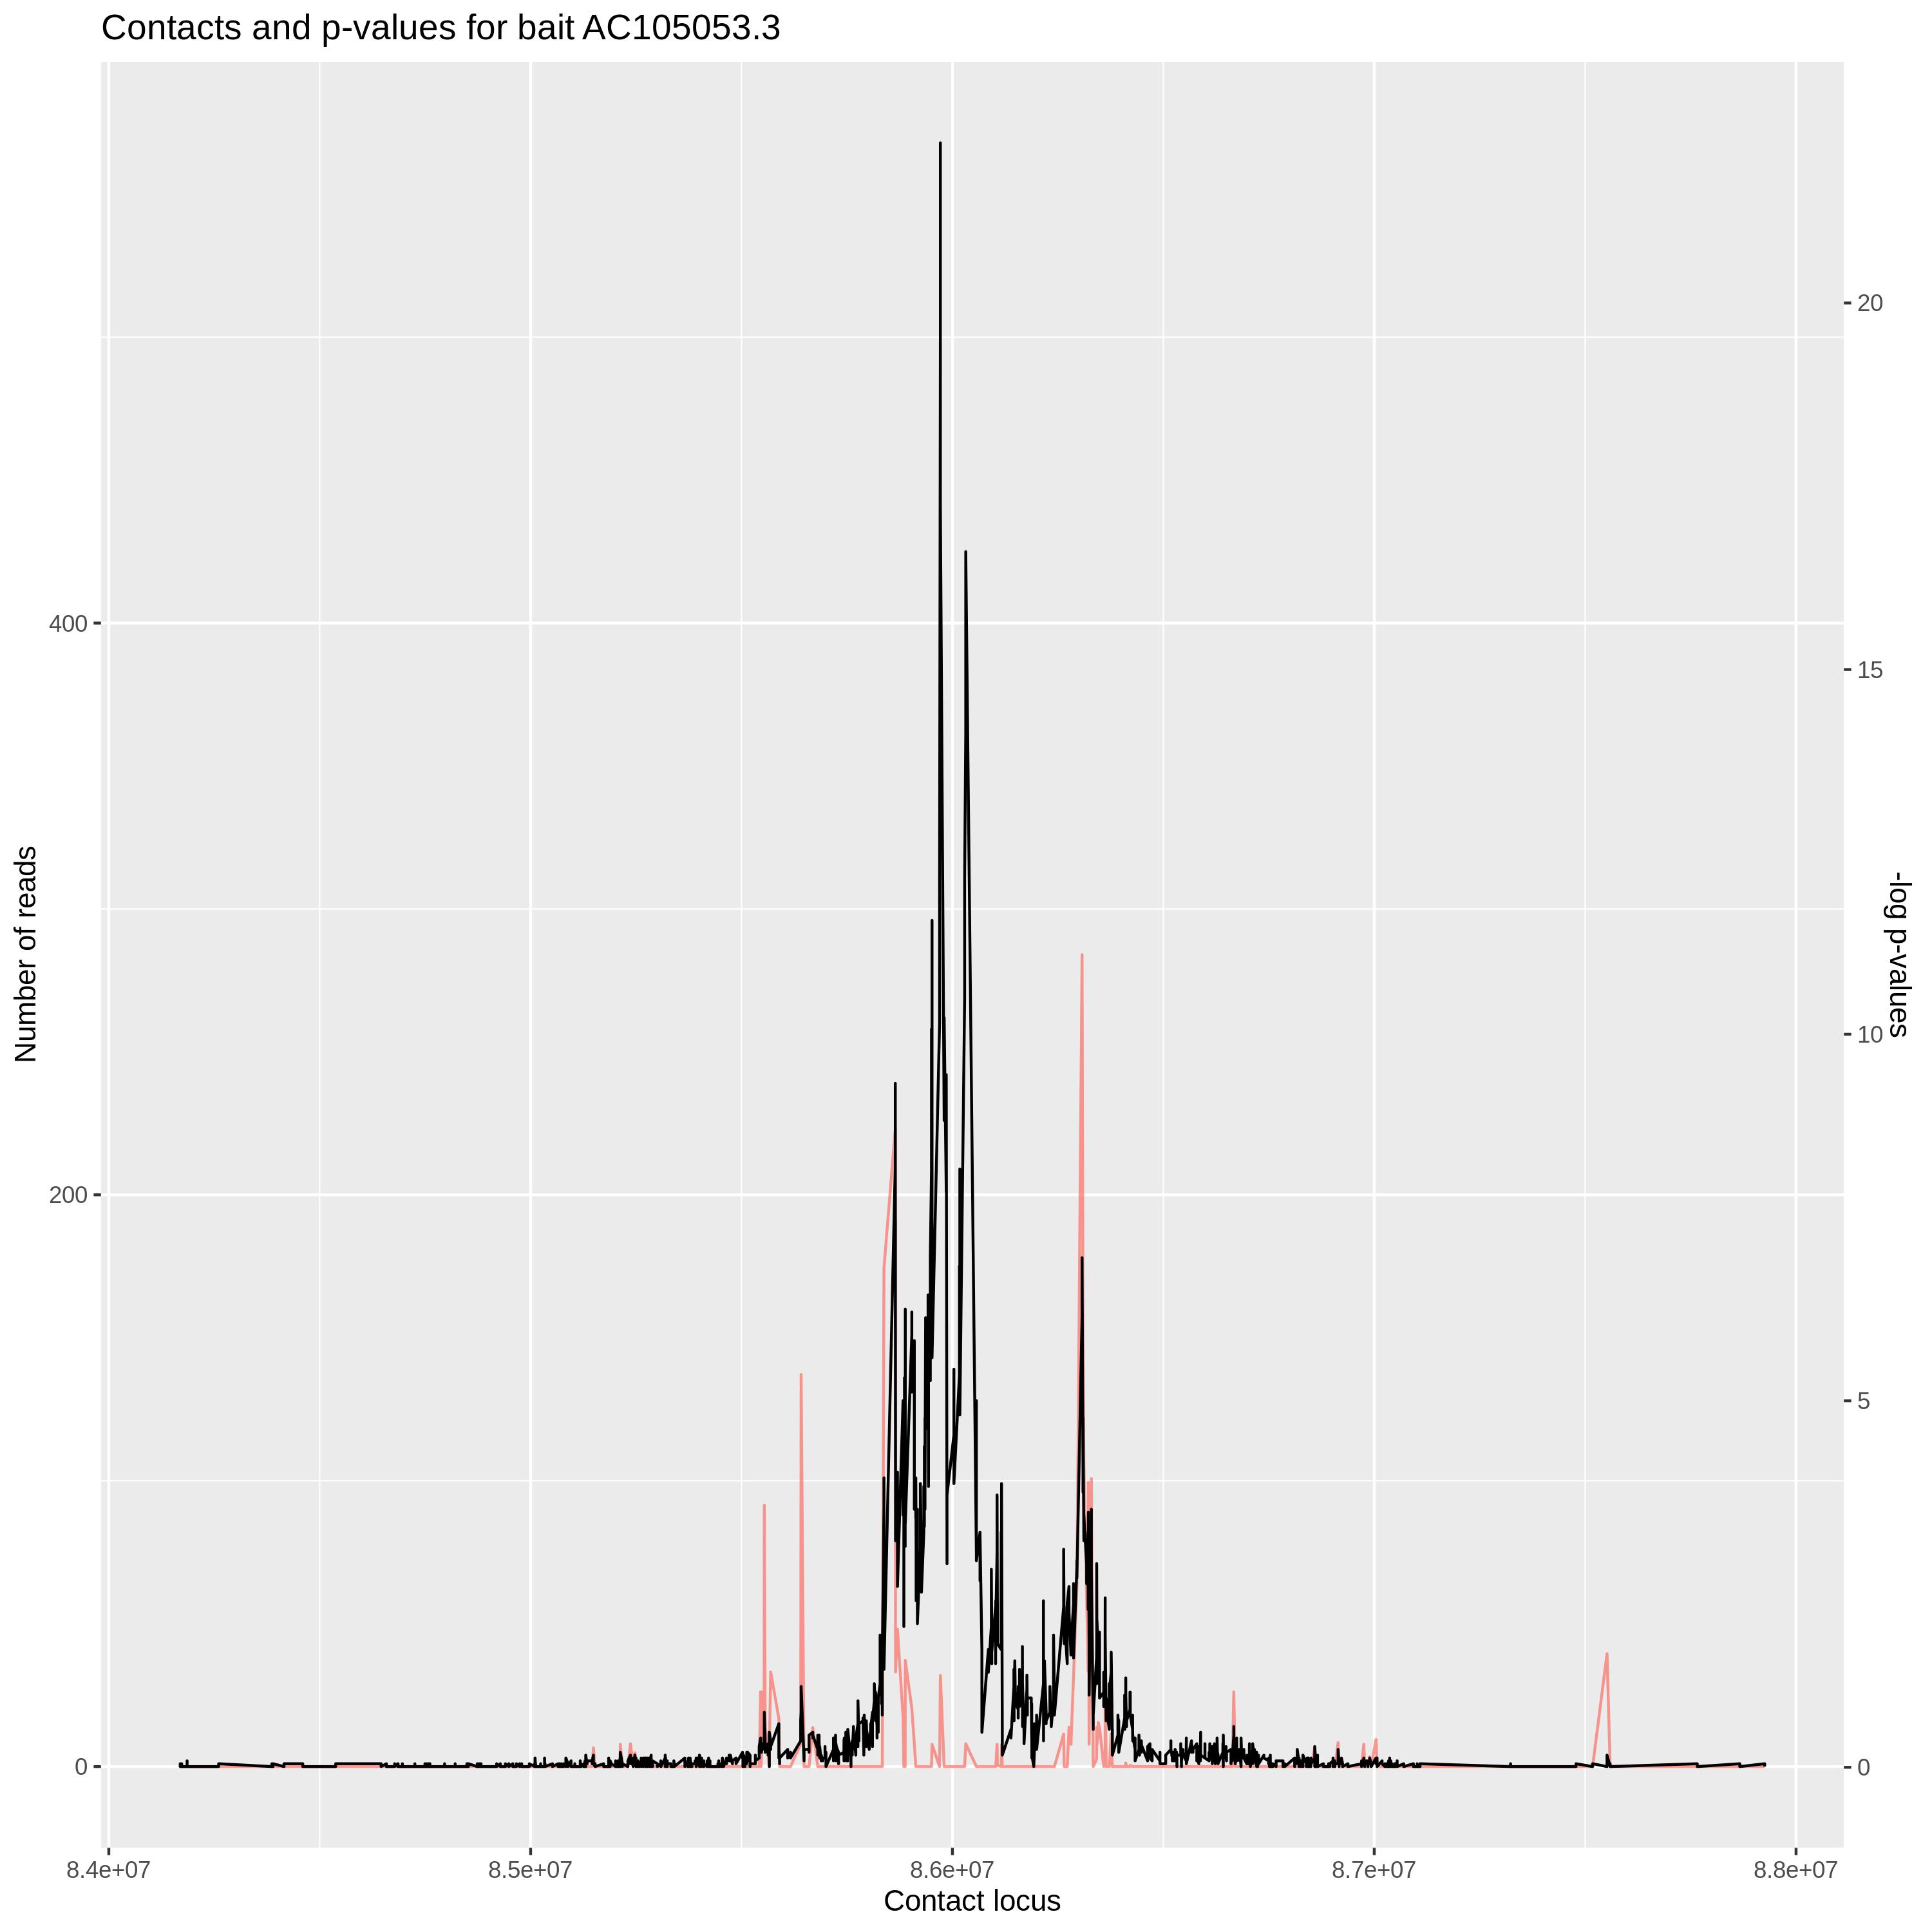 Contacts and p-values for bait AC105053.3
Number of reads
400
200
0
20
15
10
5
0
-log p-values
8.4e+07
8.5e+07
8.6e+07
8.7e+07
8.8e+07
Contact locus